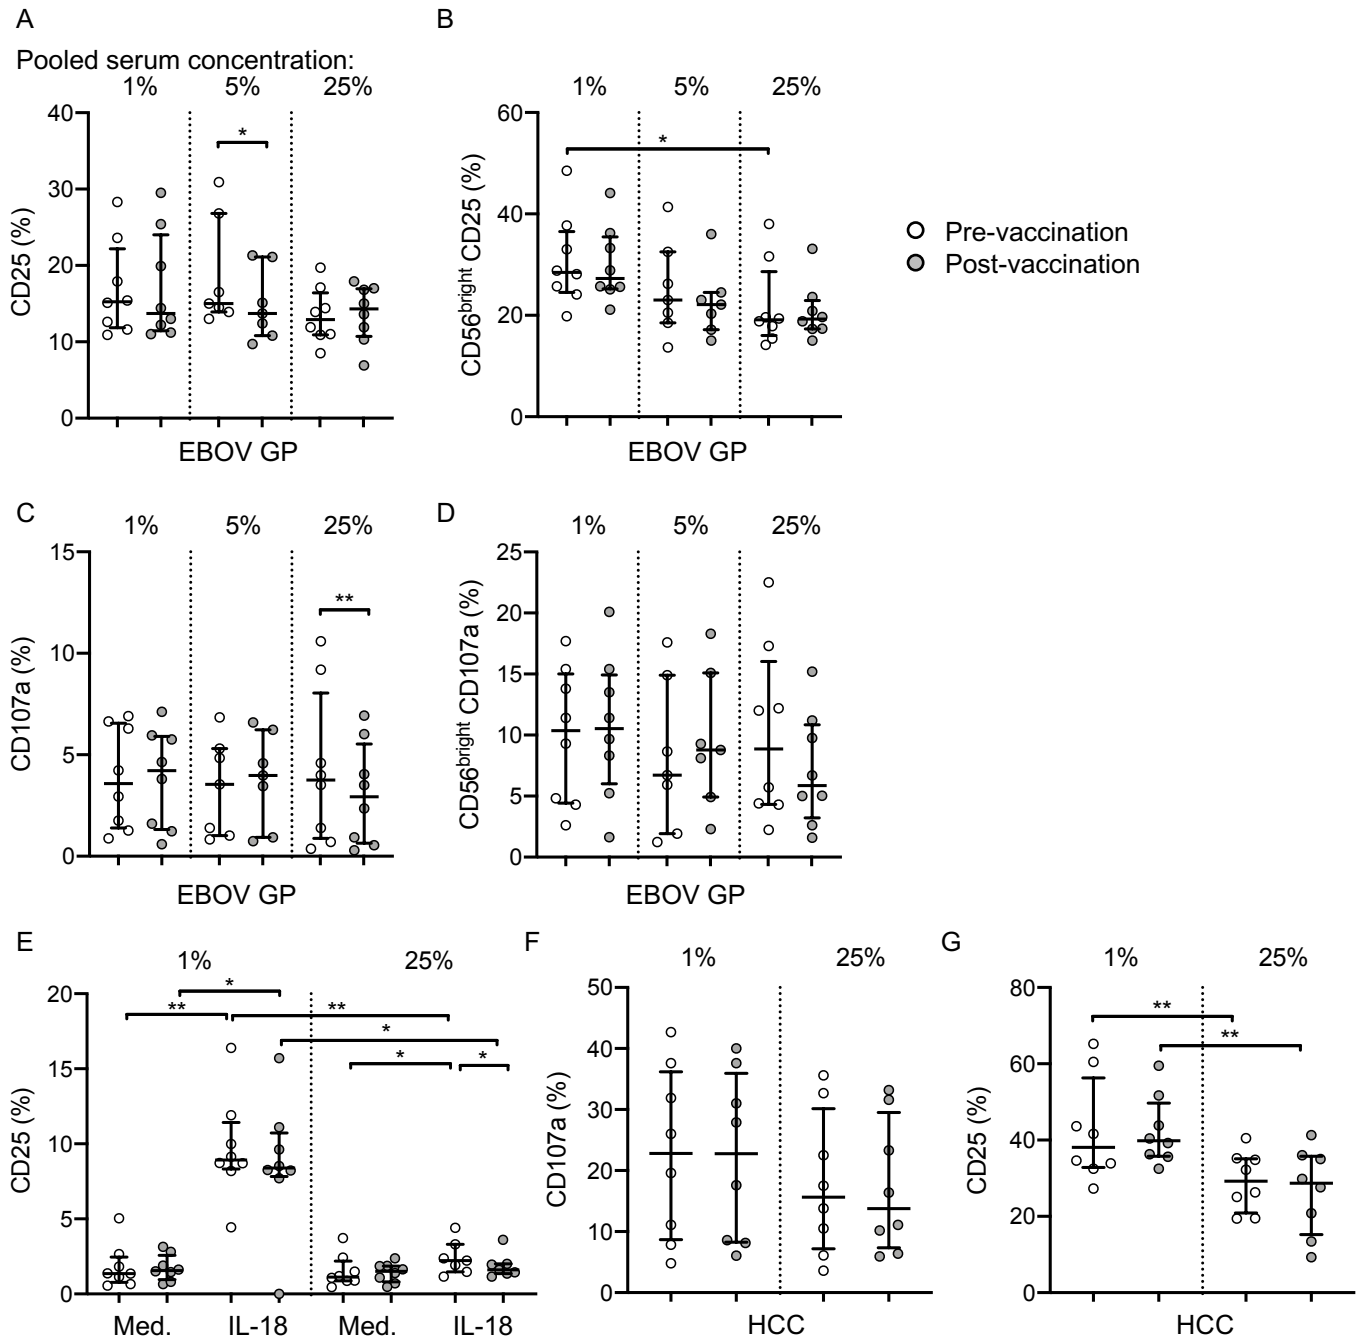 A
Pooled serum concentration:
1% 5% 25%
CD25 (%)
40
30
20
10
0
*
EBOV GP
B
1% 5% 25%
CD56bright CD25 (%)
60
40
20
0
*
EBOV GP
Pre-vaccination
Post-vaccination
C
1% 5% 25%
CD107a (%)
15
10
5
0
**
EBOV GP
D
1% 5% 25%
CD56bright CD107a (%)
25
20
15
10
5
0
EBOV GP
E
1% 25%
CD25 (%)
20
15
10
5
0
*
** **
*
* *
Med. IL-18 Med. IL-18
F
1% 25%
CD107a (%)
50
40
30
20
10
0
HCC
G
1% 25%
CD25 (%)
80
60
40
20
0
**
**
HCC